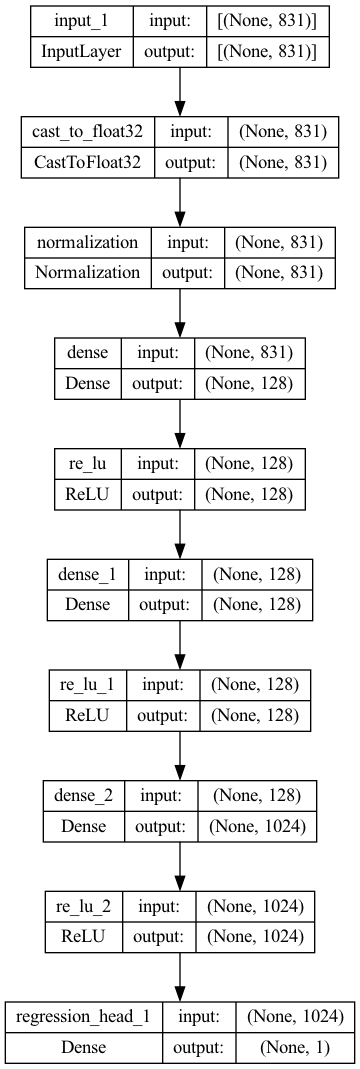 input_1 input: [(None, 831)]
InputLayer output: [(None, 831)]
cast_to_float32 input: (None, 831)
CastToFloat32 output: (None, 831)
normalization input: (None, 831)
Normalization output: (None, 831)
dense input: (None, 831)
Dense output: (None, 128)
re_lu input: (None, 128)
ReLU output: (None, 128)
dense_1 input: (None, 128)
Dense output: (None, 128)
re_lu_1 input: (None, 128)
ReLU output: (None, 128)
dense_2 input: (None, 128)
Dense output: (None, 1024)
re_lu_2 input: (None, 1024)
ReLU output: (None, 1024)
regression_head_1 input: (None, 1024)
Dense output: (None, 1)